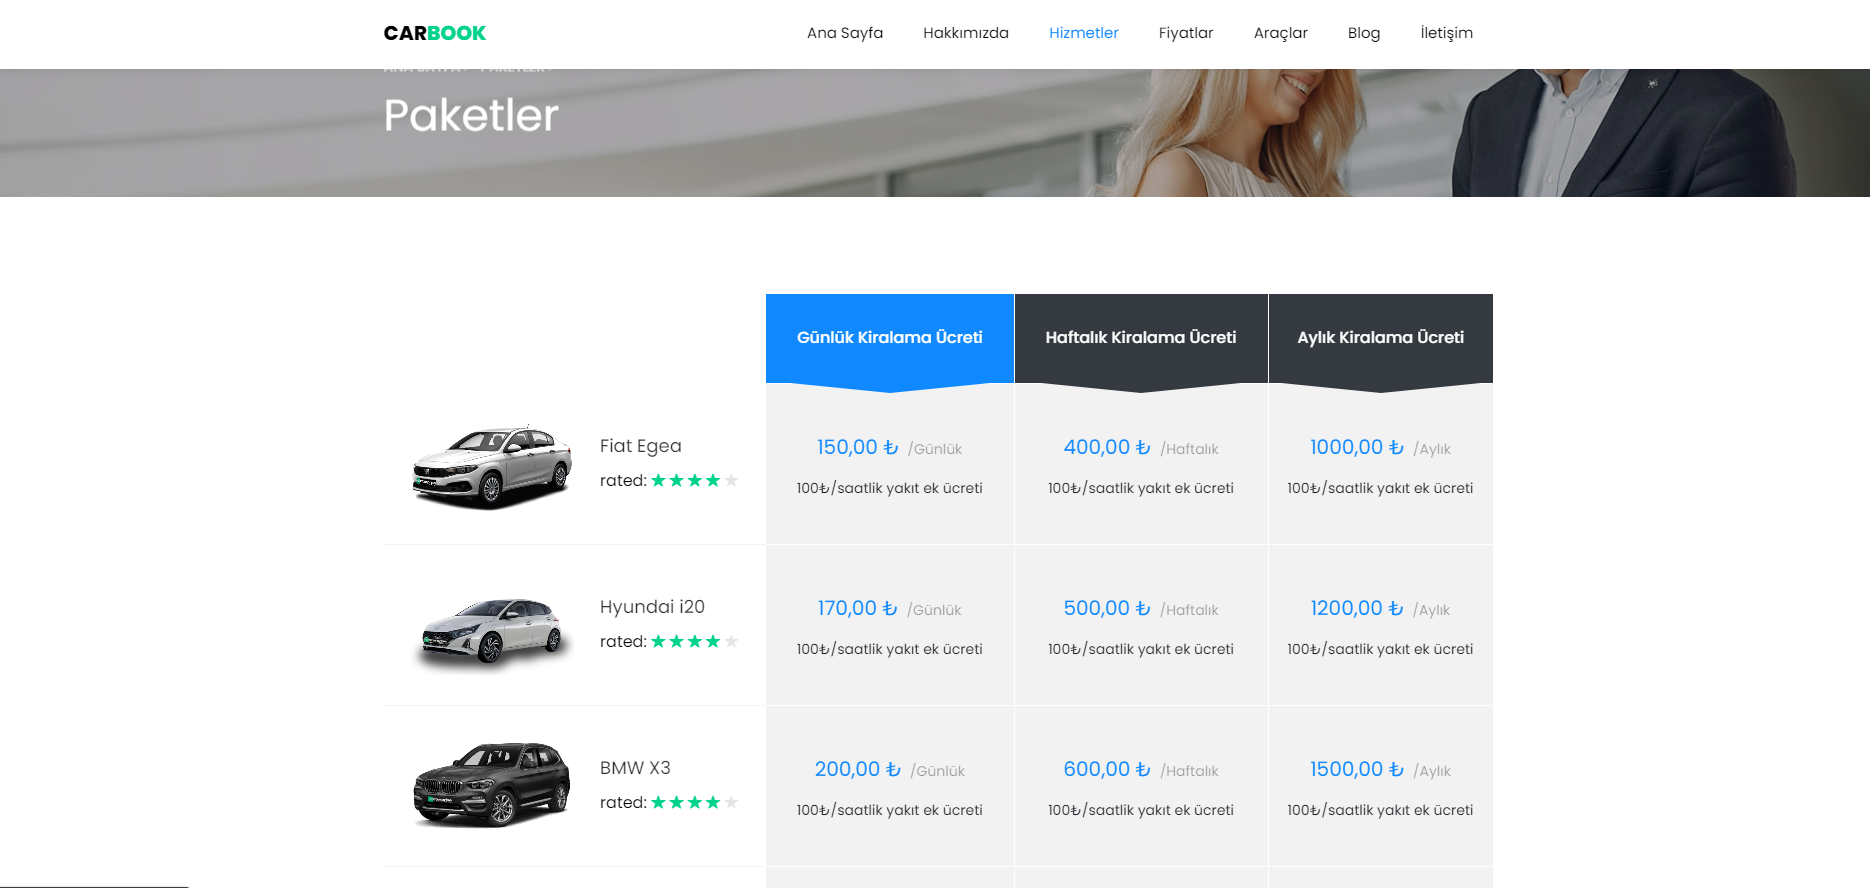 CARBOOK
Ana Sayfa Hakkımızda Hizmetler Fiyatlar Araçlar Blog İletişim
ANA SAYFA > PAKETLER >
Paketler
Günlük Kiralama Ücreti Haftalık Kiralama Ücreti Aylık Kiralama Ücreti
Fiat Egea
rated:
150,00 ₺ /Günlük
100₺/saatlik yakıt ek ücreti
400,00 ₺ /Haftalık
100₺/saatlik yakıt ek ücreti
1000,00 ₺ /Aylık
100₺/saatlik yakıt ek ücreti
Hyundai i20
rated:
170,00 ₺ /Günlük
100₺/saatlik yakıt ek ücreti
500,00 ₺ /Haftalık
100₺/saatlik yakıt ek ücreti
1200,00 ₺ /Aylık
100₺/saatlik yakıt ek ücreti
BMW X3
rated:
200,00 ₺ /Günlük
100₺/saatlik yakıt ek ücreti
600,00 ₺ /Haftalık
100₺/saatlik yakıt ek ücreti
1500,00 ₺ /Aylık
100₺/saatlik yakıt ek ücreti